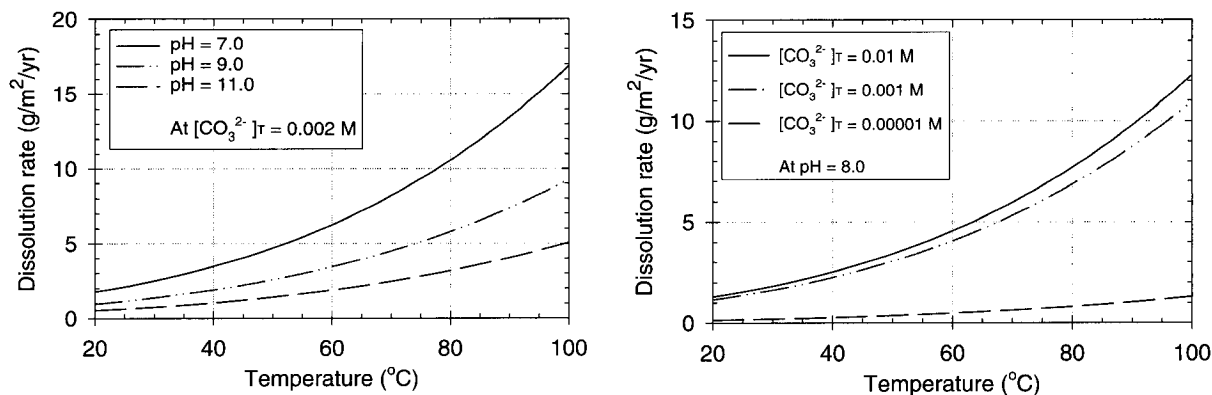 Dissolution rate (g/m²/yr)
20
15
10
5
0
pH = 7.0
pH = 9.0
pH = 11.0
At [CO₃²⁻]ᴛ = 0.002 M
20 40 60 80 100
Temperature (°C)
Dissolution rate (g/m²/yr)
15
10
5
0
[CO₃²⁻]ᴛ = 0.01 M
[CO₃²⁻]ᴛ = 0.001 M
[CO₃²⁻]ᴛ = 0.00001 M
At pH = 8.0
20 40 60 80 100
Temperature (°C)